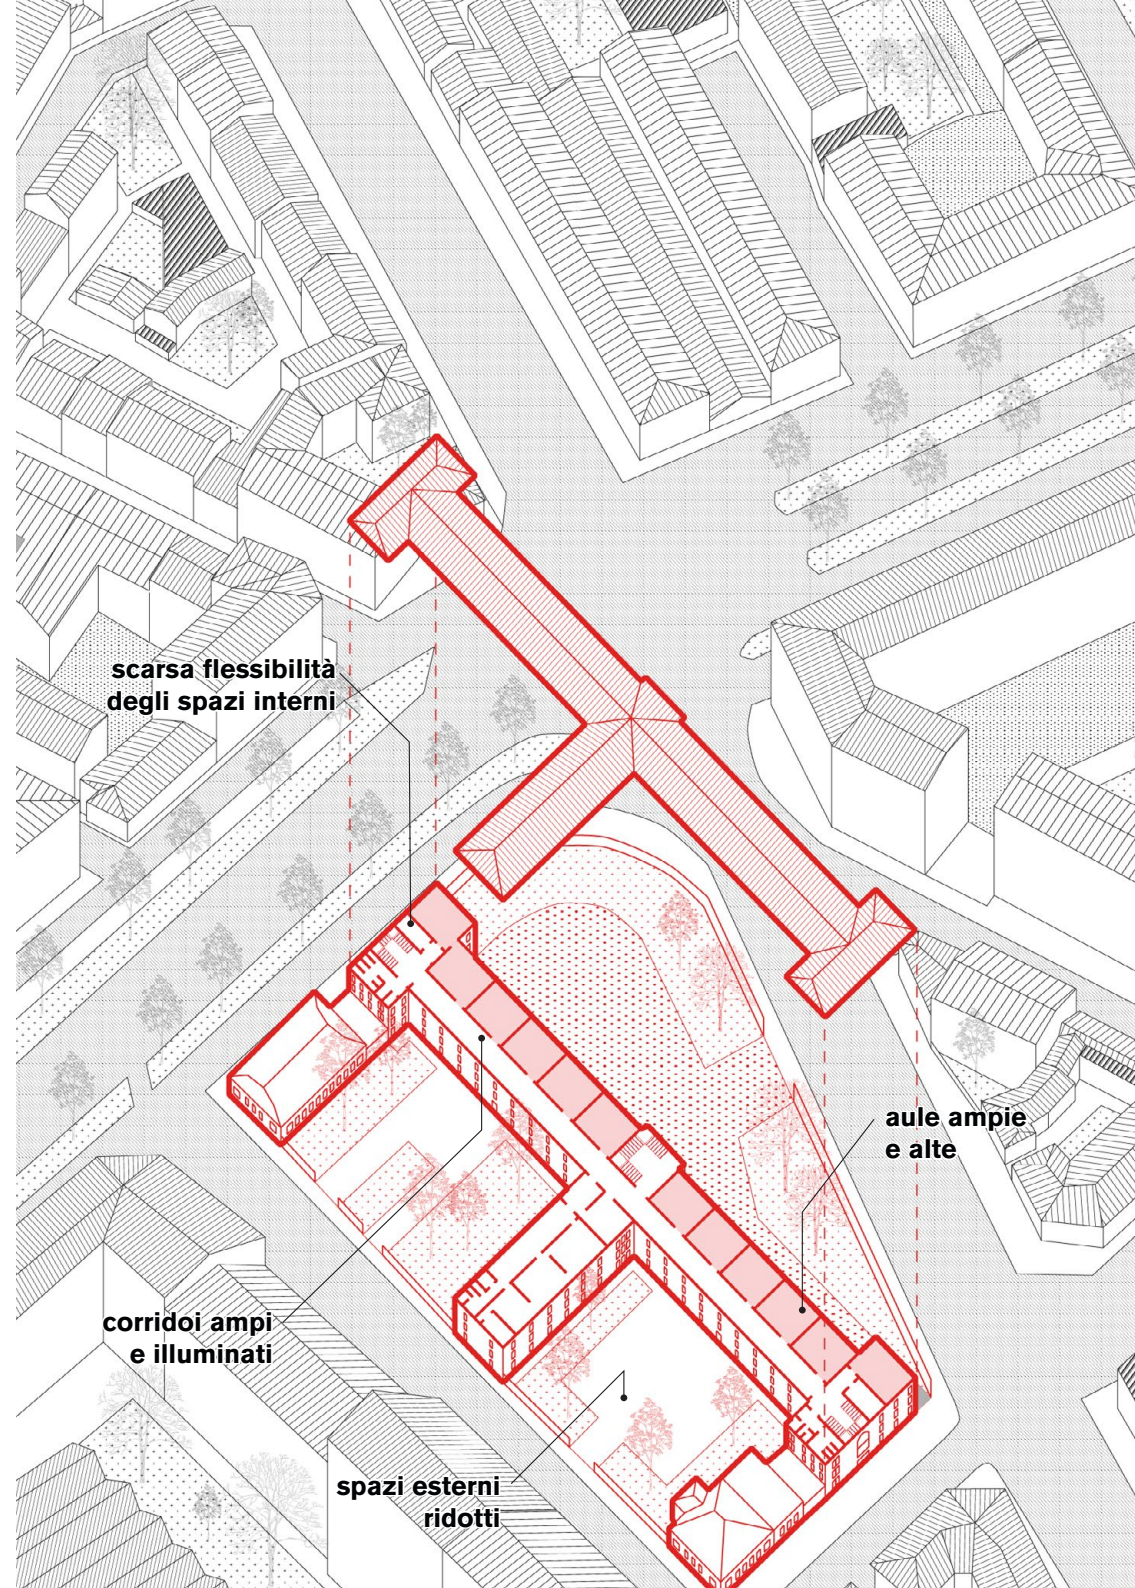 scarsa flessibilità
degli spazi interni
aule ampie
e alte
corridoi ampi
e illuminati
spazi esterni
ridotti